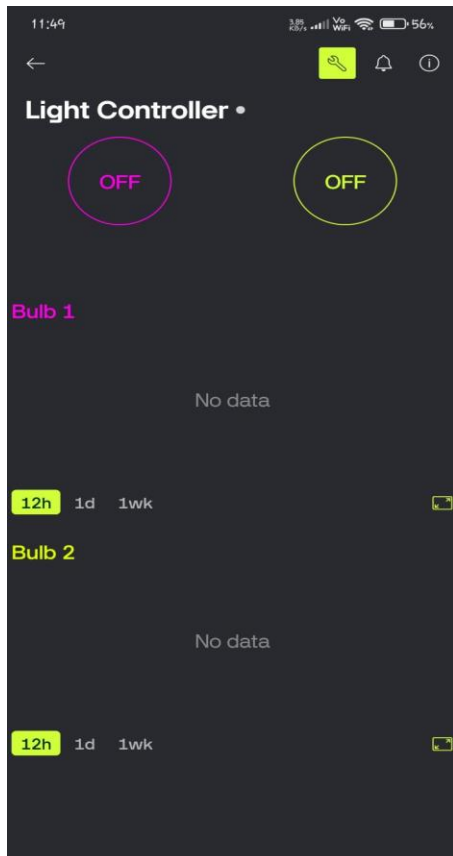 11:49
3.85 KB/s Vo WiFi 56%
Light Controller
OFF OFF
Bulb 1
No data
12h 1d 1wk
Bulb 2
No data
12h 1d 1wk